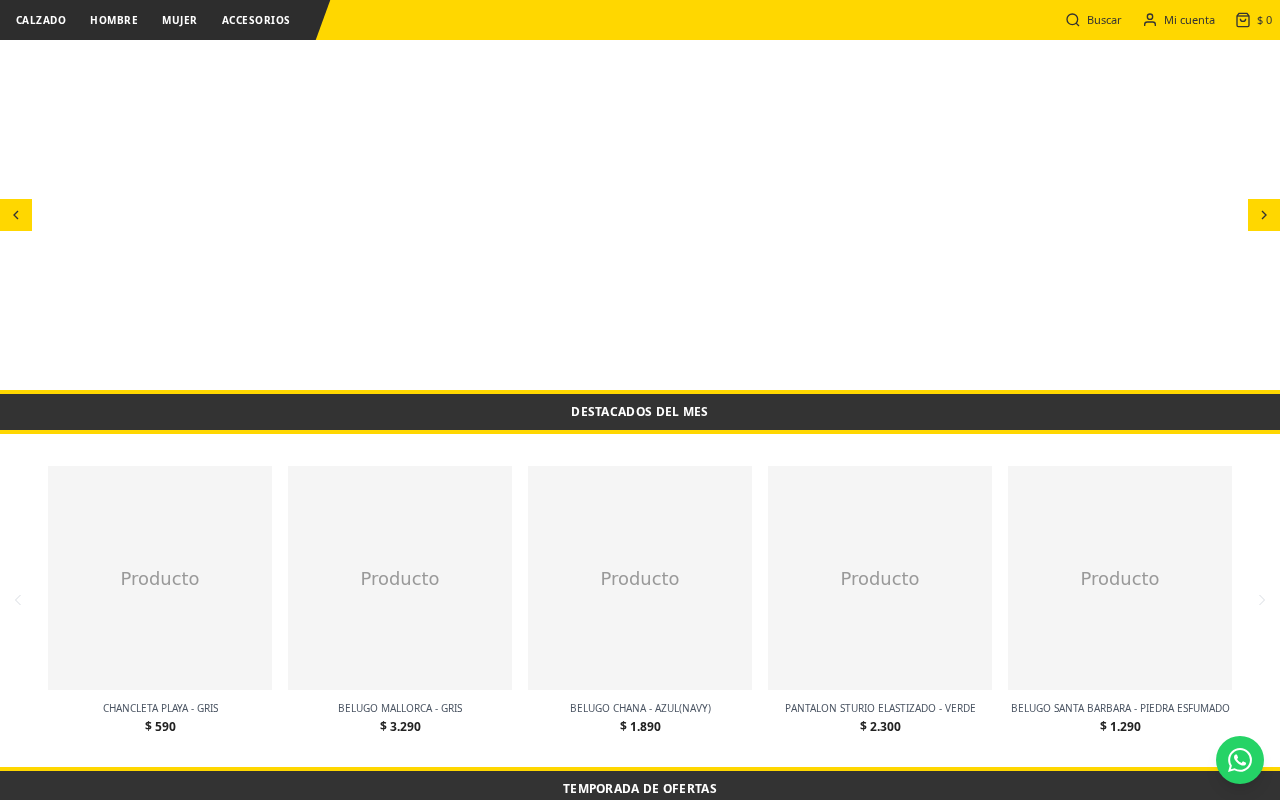 CALZADO HOMBRE MUJER ACCESORIOS Buscar Mi cuenta $ 0
DESTACADOS DEL MES
Producto Producto Producto Producto Producto
CHANCLETA PLAYA - GRIS BELUGO MALLORCA - GRIS BELUGO CHANA - AZUL(NAVY) PANTALON STURIO ELASTIZADO - VERDE BELUGO SANTA BARBARA - PIEDRA ESFUMADO
$ 590 $ 3.290 $ 1.890 $ 2.300 $ 1.290
TEMPORADA DE OFERTAS